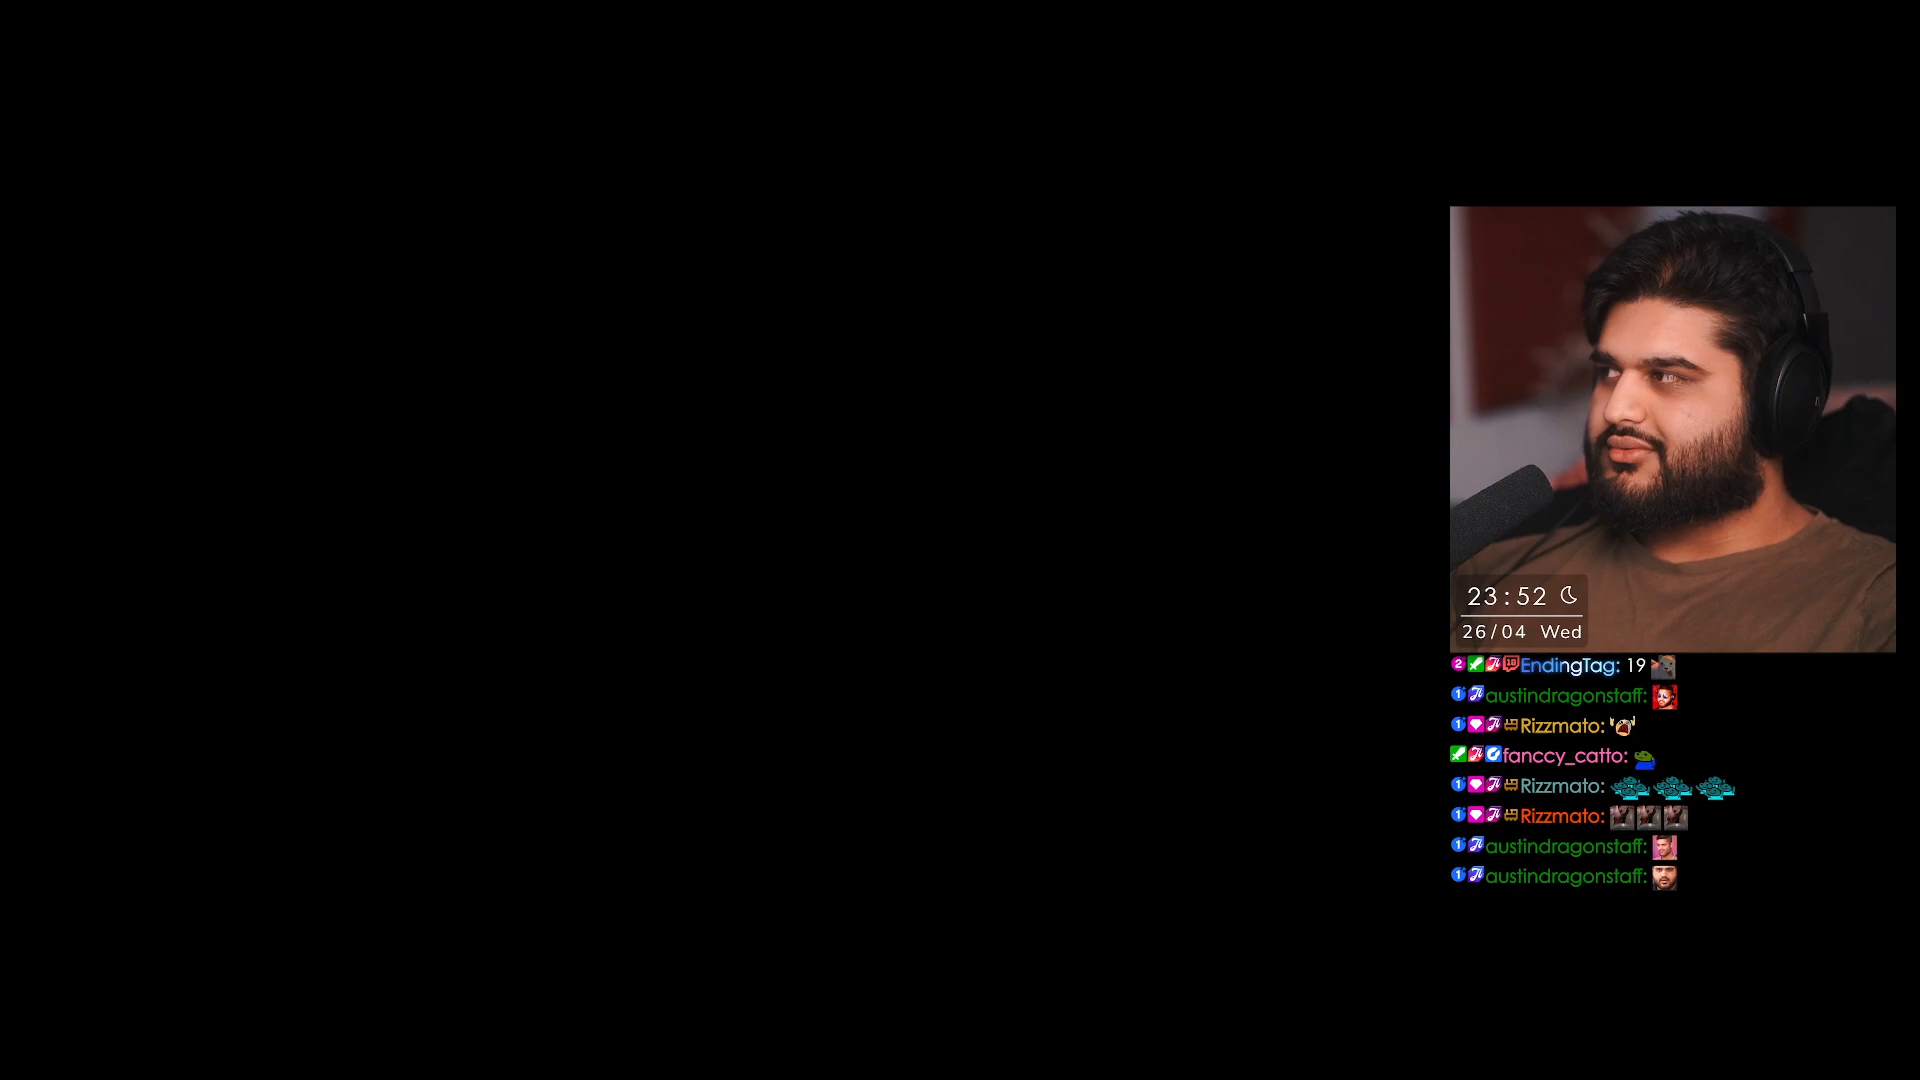 23:52
26/04 Wed
EndingTag: 19
austindragonstaff:
Rizzmato:
fanccy_catto:
Rizzmato:
Rizzmato:
austindragonstaff:
austindragonstaff: